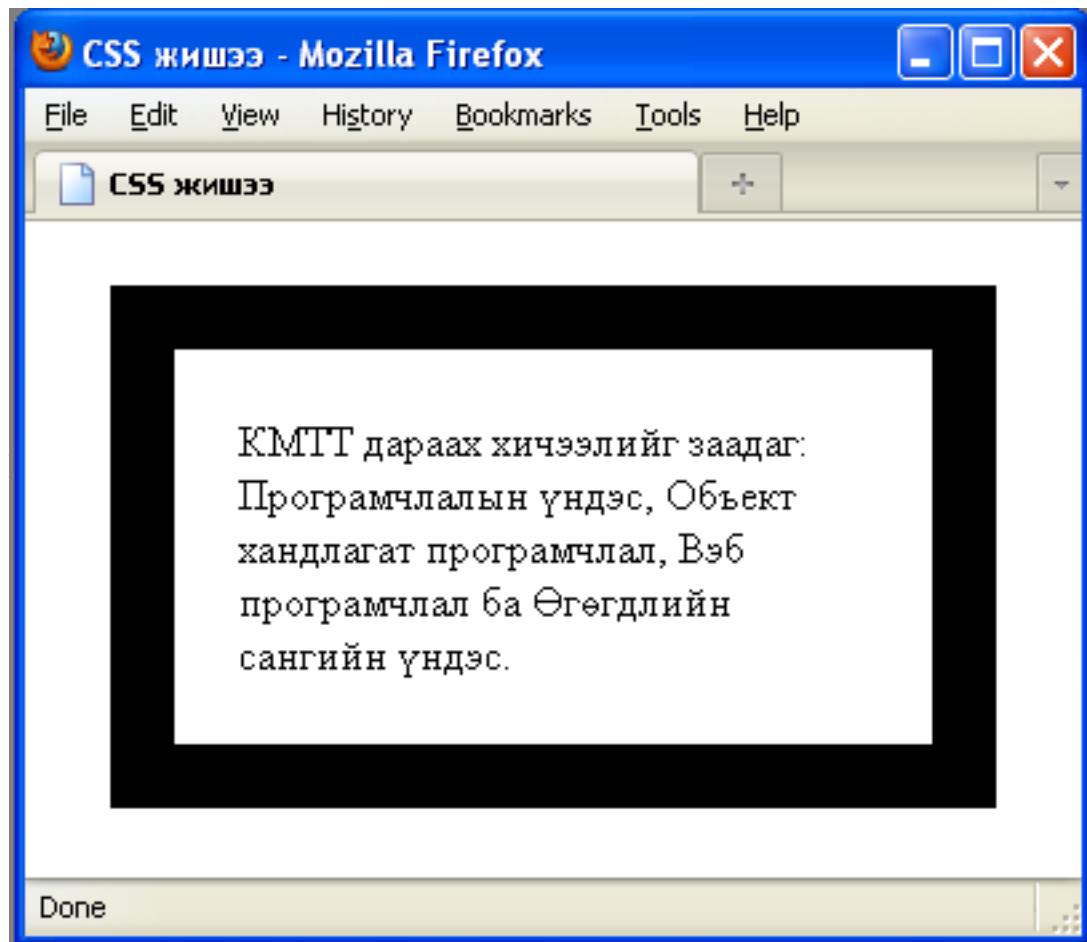 CSS жишээ - Mozilla Firefox
File Edit View History Bookmarks Tools Help
CSS жишээ
КМТТ дараах хичээлийг заадаг:
Програмчлалын үндэс, Объект
хандлагат програмчлал, Вэб
програмчлал ба Өгөгдлийн
сангийн үндэс.
Done